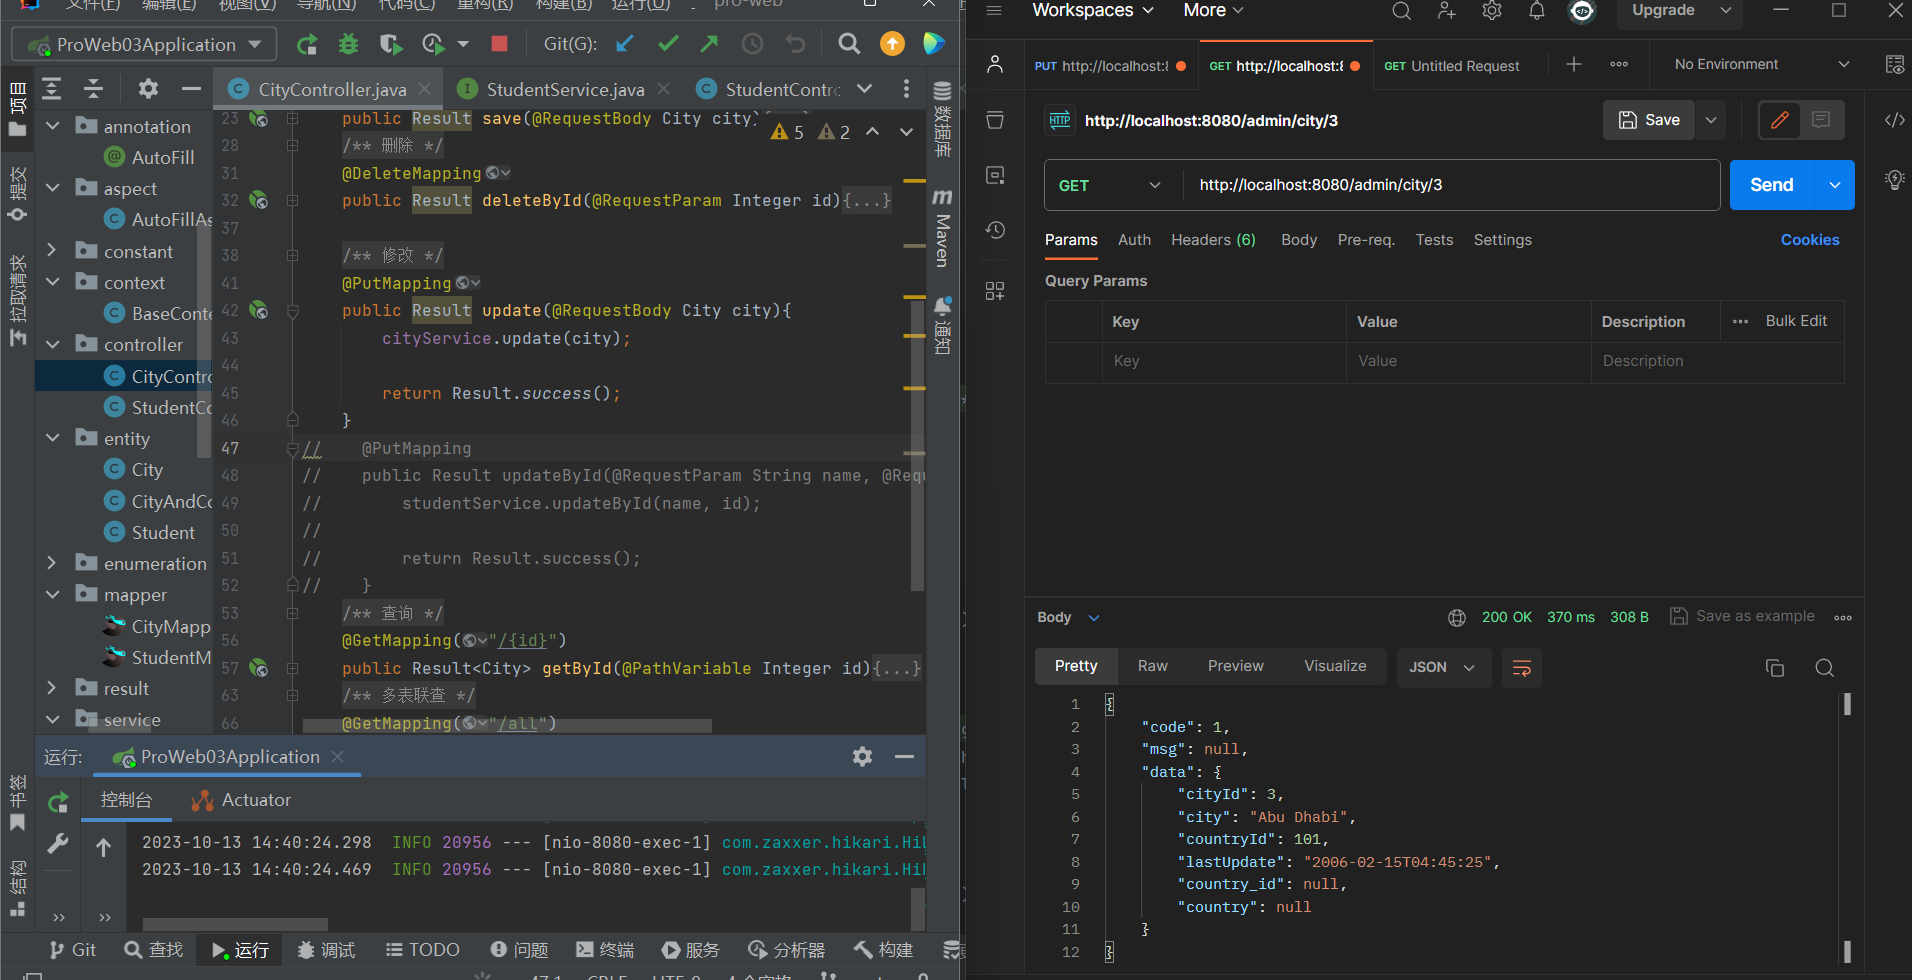 文件(F) 编辑(E) 视图(V) 导航(N) 代码(C) 重构(R) 构建(B) 运行(U) pro-web
ProWeb03Application
Git(G):
CityController.java
StudentService.java
StudentContro
项目
提交
拉取请求
书签
结构
annotation
AutoFill
aspect
AutoFillAs
constant
context
BaseConte
controller
CityContro
StudentCo
entity
City
CityAndCo
Student
enumeration
mapper
CityMapp
StudentM
result
service
5 2
23 public Result save(@RequestBody City city){...}
28 /** 删除 */
31 @DeleteMapping
32 public Result deleteById(@RequestParam Integer id){...}
37
38 /** 修改 */
41 @PutMapping
42 public Result update(@RequestBody City city){
43 cityService.update(city);
44
45 return Result.success();
46 }
47 // @PutMapping
48 // public Result updateById(@RequestParam String name, @Requ
49 // studentService.updateById(name, id);
50 //
51 // return Result.success();
52 // }
53 /** 查询 */
56 @GetMapping("/{id}")
57 public Result<City> getById(@PathVariable Integer id){...}
63 /** 多表联查 */
66 @GetMapping("/all")
数据库
Maven
通知
运行: ProWeb03Application
控制台 Actuator
2023-10-13 14:40:24.298 INFO 20956 --- [nio-8080-exec-1] com.zaxxer.hikari.Hik
2023-10-13 14:40:24.469 INFO 20956 --- [nio-8080-exec-1] com.zaxxer.hikari.Hik
Git 查找 运行 调试 TODO 问题 终端 服务 分析器 构建
47:1 CRLF UTF-8 4 个空格
Workspaces More Upgrade
PUT http://localhost:8
GET http://localhost:8
GET Untitled Request
No Environment
HTTP http://localhost:8080/admin/city/3
Save
GET http://localhost:8080/admin/city/3
Send
Params Auth Headers (6) Body Pre-req. Tests Settings Cookies
Query Params
Key Value Description Bulk Edit
Key Value Description
Body 200 OK 370 ms 308 B Save as example
Pretty Raw Preview Visualize JSON
1 {
2 "code": 1,
3 "msg": null,
4 "data": {
5 "cityId": 3,
6 "city": "Abu Dhabi",
7 "countryId": 101,
8 "lastUpdate": "2006-02-15T04:45:25",
9 "country_id": null,
10 "country": null
11 }
12 }